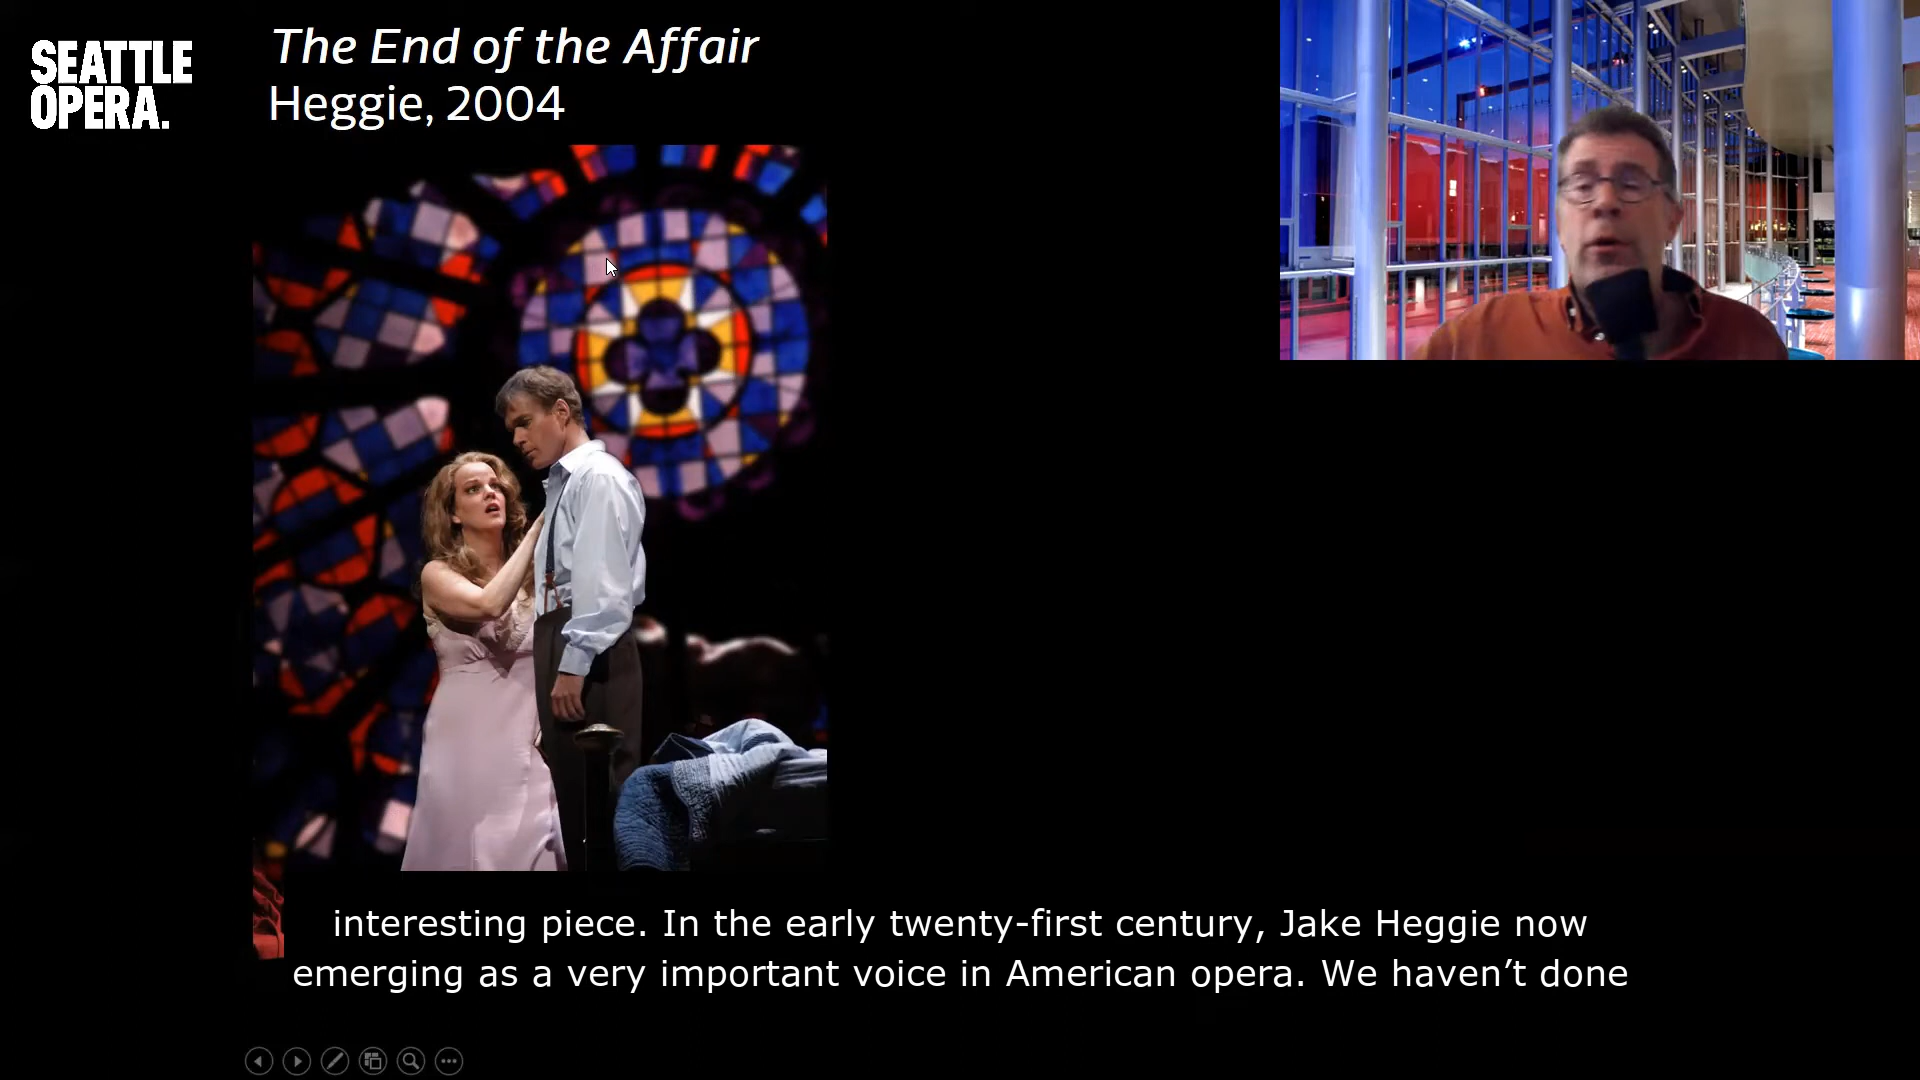 SEATTLE
OPERA.
The End of the Affair
Heggie, 2004
interesting piece. In the early twenty-first century, Jake Heggie now
emerging as a very important voice in American opera. We haven’t done